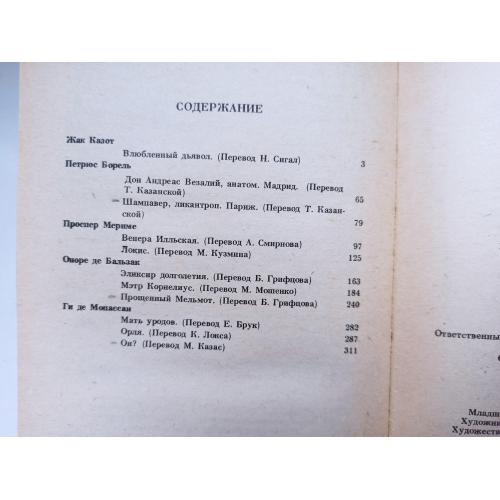 СОДЕРЖАНИЕ
Жак Казот
Влюбленный дьявол. (Перевод Н. Сигал) 3
Петрюс Борель
Дон Андреас Везалий, анатом. Мадрид. (Перевод
Т. Казанской) 65
Шампавер, ликантроп. Париж. (Перевод Т. Казан-
ской) 79
Проспер Мериме
Венера Илльская. (Перевод А. Смирнова) 97
Локис. (Перевод М. Кузмина) 125
Оноре де Бальзак
Эликсир долголетия. (Перевод Б. Грифцова) 163
Мэтр Корнелиус. (Перевод М. Мошенко) 184
Прощенный Мельмот. (Перевод Б. Грифцова) 240
Ги де Мопассан
Мать уродов. (Перевод Е. Брук) 282
Орля. (Перевод К. Локса) 287
Он? (Перевод М. Казас) 311
Ответственны
Младш
Художни
Художести